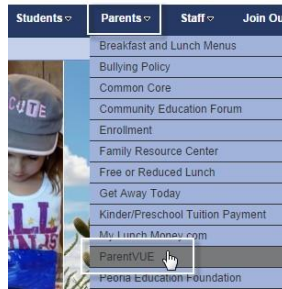 Students
Parents
Staff
Join Ou
Breakfast and Lunch Menus
Bullying Policy
Common Core
Community Education Forum
Enrollment
Family Resource Center
Free or Reduced Lunch
Get Away Today
Kinder/Preschool Tuition Payment
My Lunch Money.com
ParentVUE
Peoria Education Foundation
CUTE